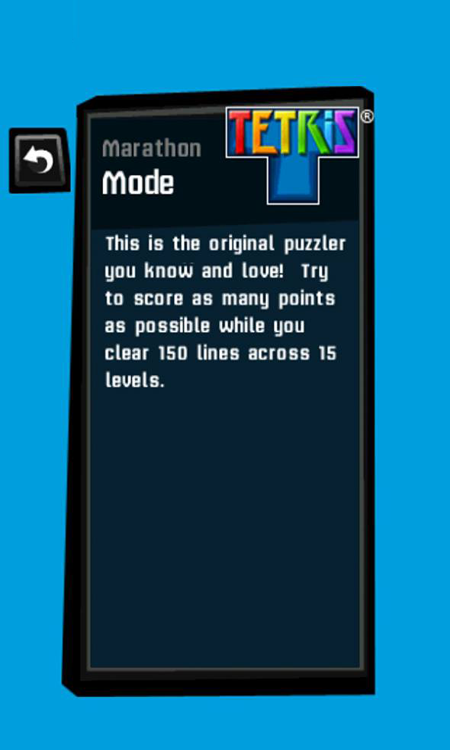 TETRIS®
Marathon
Mode
This is the original puzzler
you know and love! Try
to score as many points
as possible while you
clear 150 lines across 15
levels.